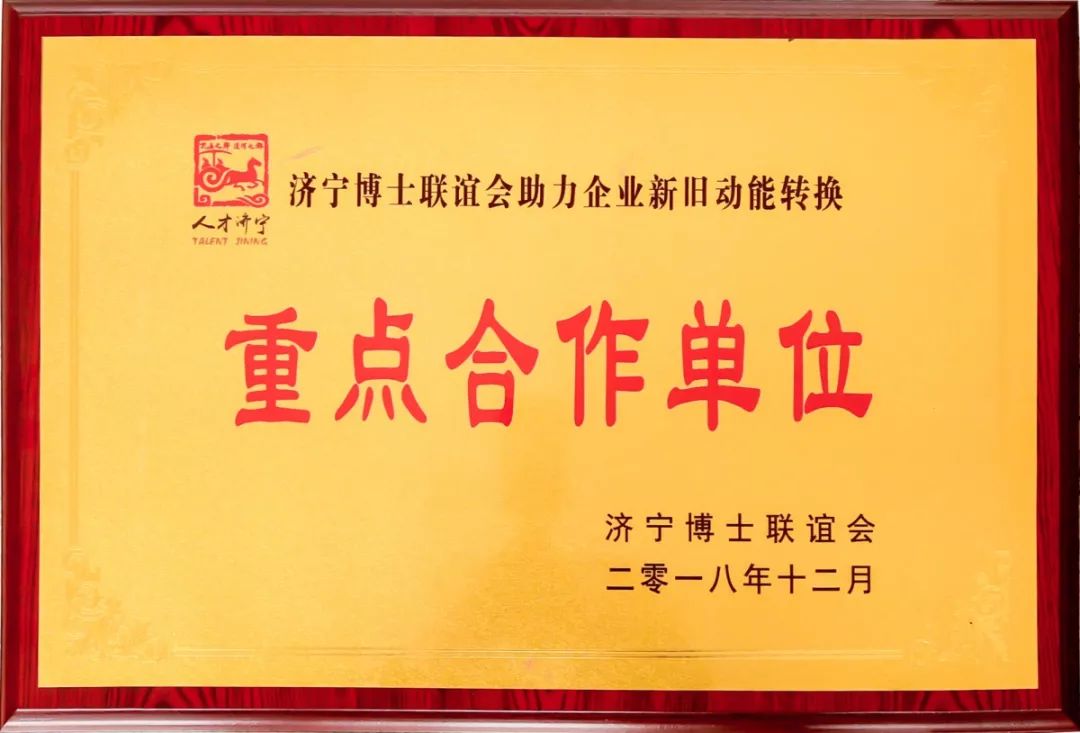 济宁博士联谊会助力企业新旧动能转换
人才济宁
TALENT JINING
重点合作单位
济宁博士联谊会
二零一八年十二月